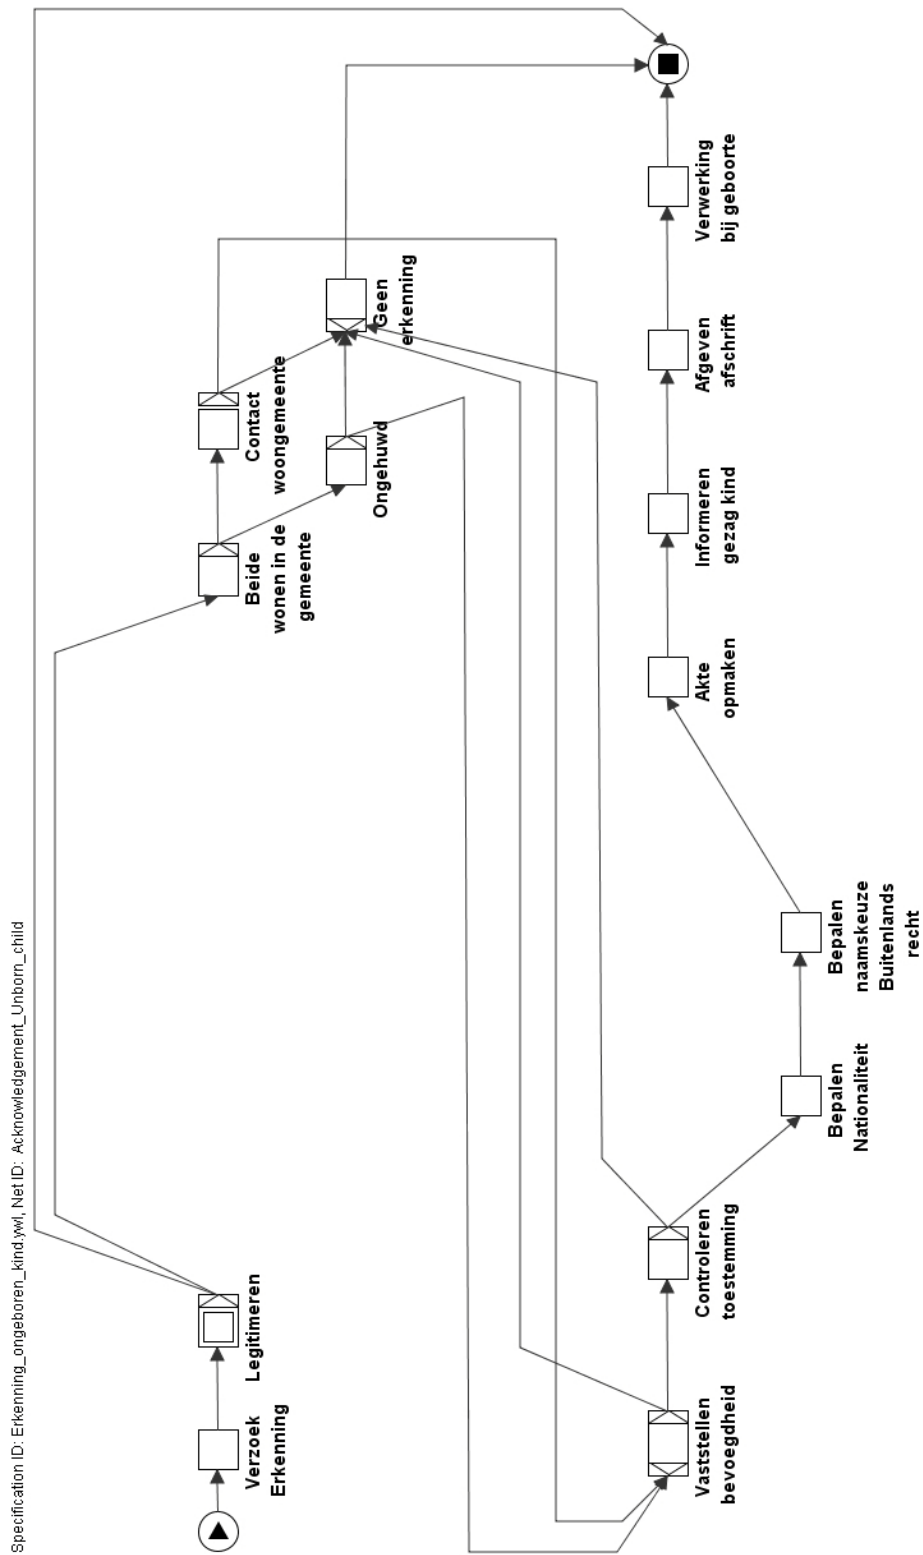 Specification ID: Erkenning_ongeboren_kind.ywl, Net ID: Acknowledgement_Unborn_child
Verzoek
Erkenning
Legitimeren
Beide
wonen in de
gemeente
Contact
woongemeente
Ongehuwd
Geen
erkenning
Vaststellen
bevoegdheid
Controleren
toestemming
Bepalen
Nationaliteit
Bepalen
naamskeuze
Buitenlands
recht
Akte
opmaken
Informeren
gezag kind
Afgeven
afschrift
Verwerking
bij geboorte